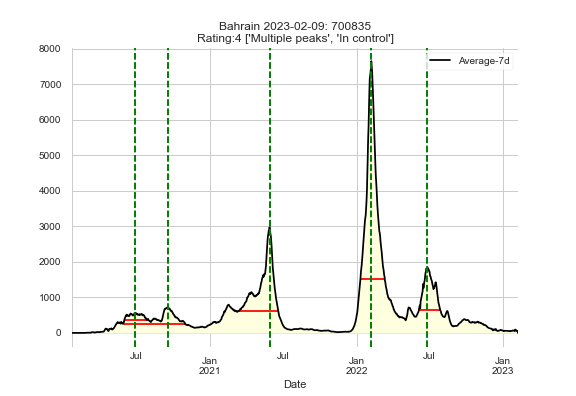 Bahrain 2023-02-09: 700835
Rating:4 ['Multiple peaks', 'In control']
Average-7d
8000
7000
6000
5000
4000
3000
2000
1000
0
Jul
Jan
2021
Jul
Jan
2022
Jul
Jan
2023
Date